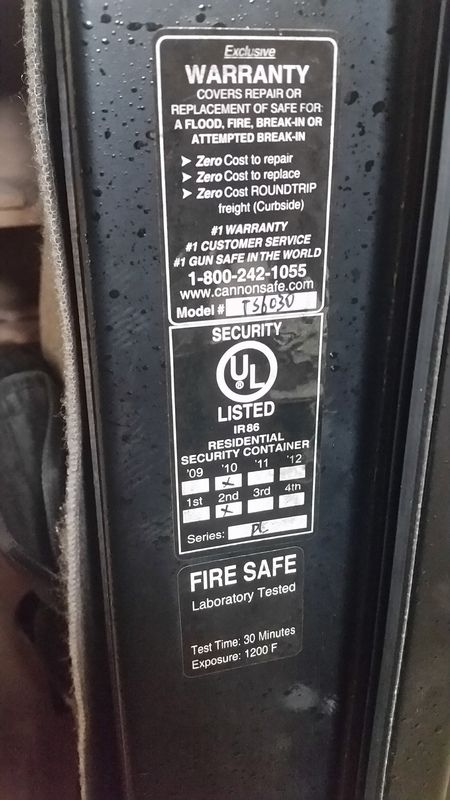 Exclusive
WARRANTY
COVERS REPAIR OR
REPLACEMENT OF SAFE FOR:
A FLOOD, FIRE, BREAK-IN OR
ATTEMPTED BREAK-IN
➤ Zero Cost to repair
➤ Zero Cost to replace
➤ Zero Cost ROUNDTRIP
freight (Curbside)
#1 WARRANTY
#1 CUSTOMER SERVICE
#1 GUN SAFE IN THE WORLD
1-800-242-1055
www.cannonsafe.com
Model # TS6030
SECURITY
UL ®
LISTED
IR86
RESIDENTIAL
SECURITY CONTAINER
'09 '10 '11 '12
X
1st 2nd 3rd 4th
X
Series:
FIRE SAFE
Laboratory Tested
Test Time: 30 Minutes
Exposure: 1200 F